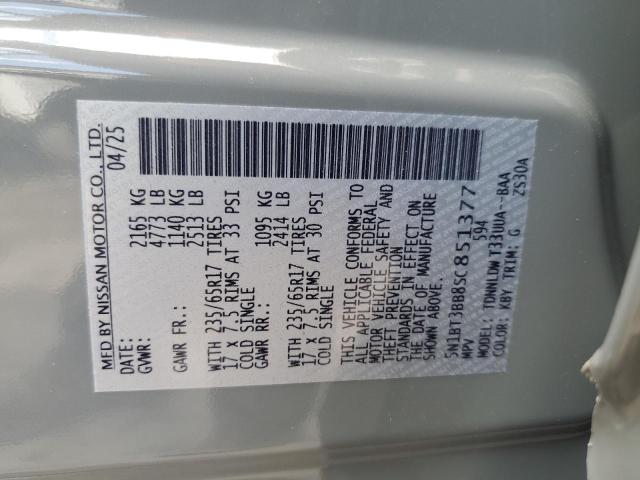 MFD BY NISSAN MOTOR CO., LTD.
DATE: 04/25
GVWR: 2165 KG
4773 LB
GAWR FR.: 1140 KG
2513 LB
WITH 235/65R17 TIRES
17 × 7.5 RIMS AT 33 PSI
COLD SINGLE
GAWR RR.: 1095 KG
2414 LB
WITH 235/65R17 TIRES
17 × 7.5 RIMS AT 30 PSI
COLD SINGLE
THIS VEHICLE CONFORMS TO
ALL APPLICABLE FEDERAL
MOTOR VEHICLE SAFETY AND
THEFT PREVENTION
STANDARDS IN EFFECT ON
THE DATE OF MANUFACTURE
SHOWN ABOVE.
5N1BT3BB8SC851377
MPV 594
MODEL: TDNNLDW T33UUA--BAA
COLOR: KBY TRIM: G ZS30A